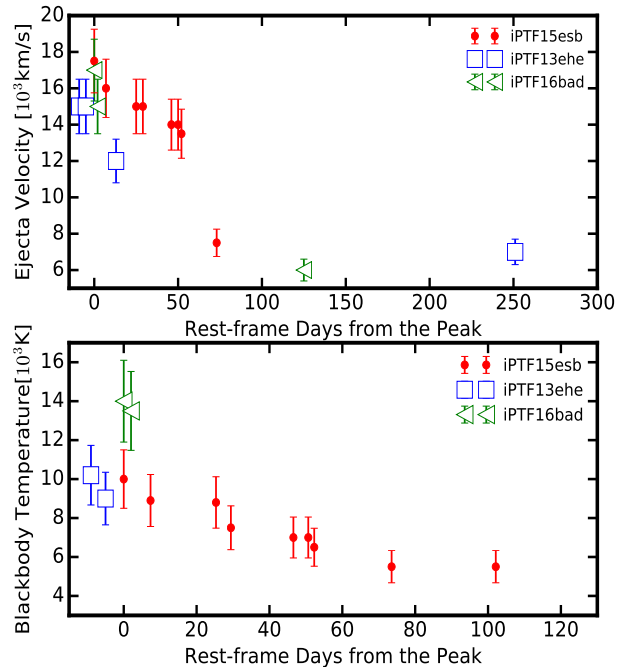 Ejecta Velocity [10³km/s]
20
18
16
14
12
10
8
6
iPTF15esb
iPTF13ehe
iPTF16bad
0 50 100 150 200 250 300
Rest-frame Days from the Peak
Blackbody Temperature[10³K]
16
14
12
10
8
6
4
iPTF15esb
iPTF13ehe
iPTF16bad
0 20 40 60 80 100 120
Rest-frame Days from the Peak